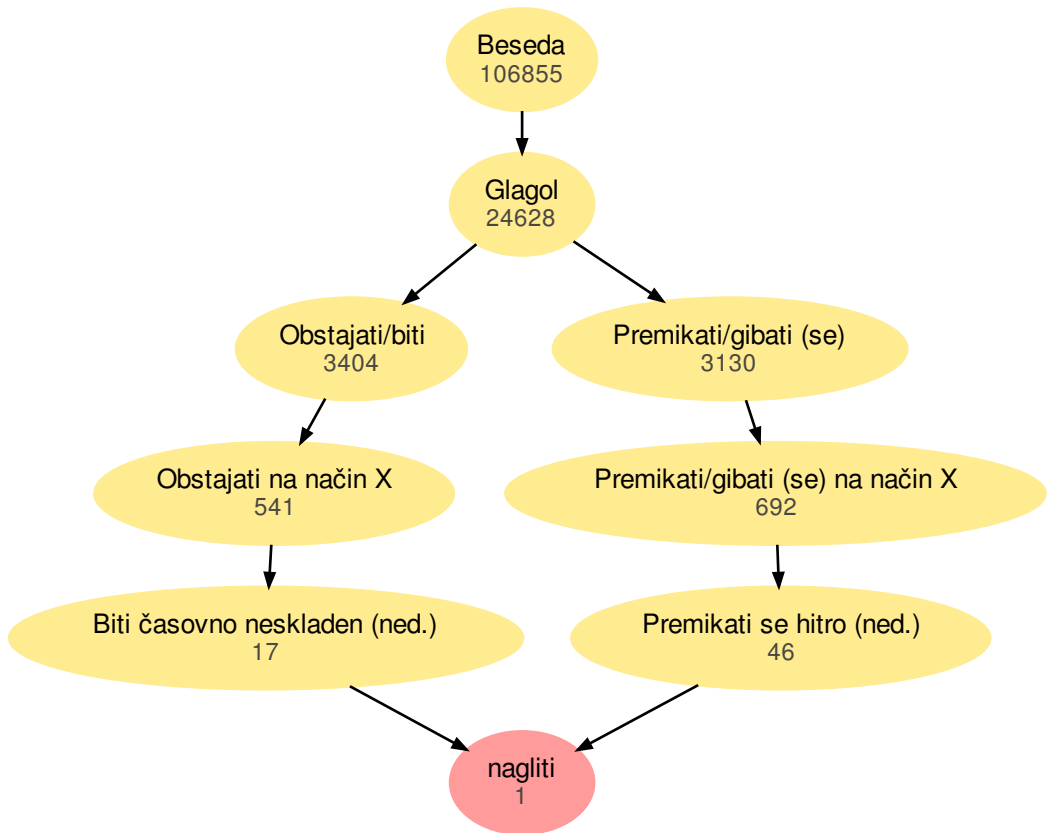 Beseda
106855
Glagol
24628
Obstajati/biti
3404
Premikati/gibati (se)
3130
Obstajati na način X
541
Premikati/gibati (se) na način X
692
Biti časovno neskladen (ned.)
17
Premikati se hitro (ned.)
46
nagliti
1